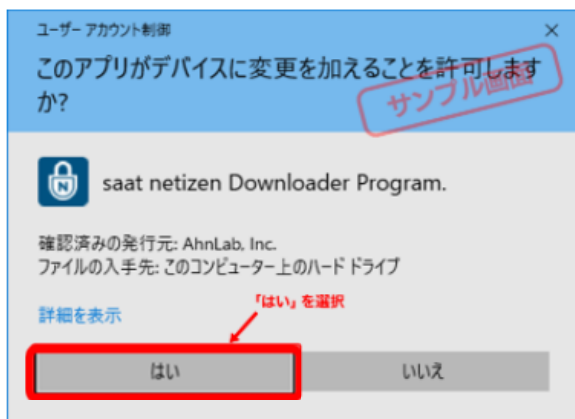 ユーザー アカウント制御
このアプリがデバイスに変更を加えることを許可します
か?
サンプル画面
saat netizen Downloader Program.
確認済みの発行元: AhnLab, Inc.
ファイルの入手先: このコンピューター上のハード ドライブ
「はい」を選択
詳細を表示
はい
いいえ